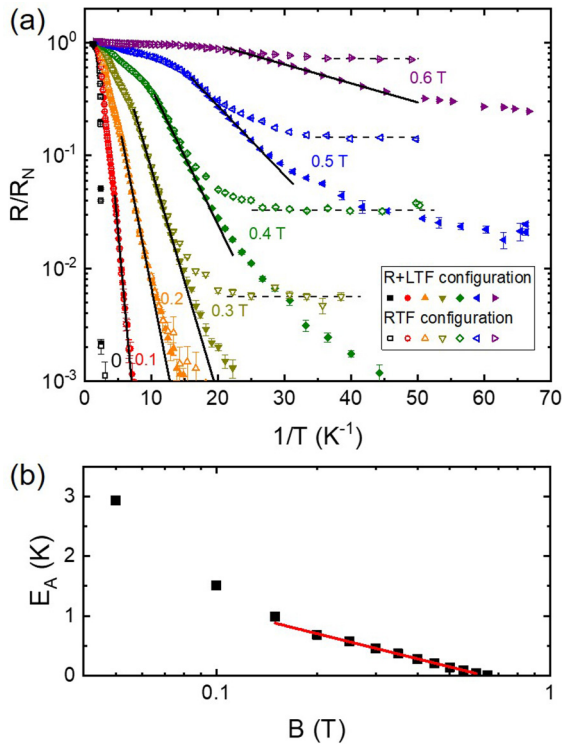 (a)
10⁰
10⁻¹
10⁻²
10⁻³
R/R_N
0.6 T
0.5 T
0.4 T
0.3 T
0.2
0.1
0
R+LTF configuration
RTF configuration
0 10 20 30 40 50 60 70
1/T (K⁻¹)
(b)
3
2
1
0
E_A (K)
0.1 1
B (T)